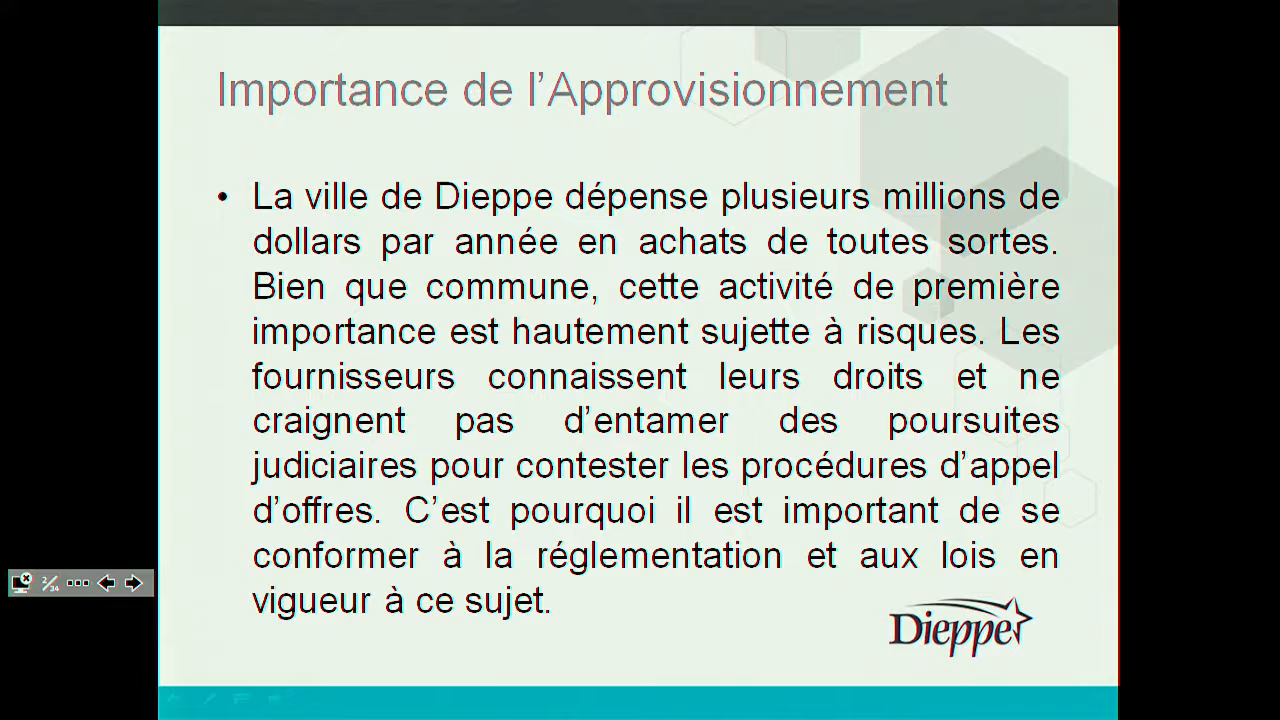 Importance de l’Approvisionnement
• La ville de Dieppe dépense plusieurs millions de
dollars par année en achats de toutes sortes.
Bien que commune, cette activité de première
importance est hautement sujette à risques. Les
fournisseurs connaissent leurs droits et ne
craignent pas d’entamer des poursuites
judiciaires pour contester les procédures d’appel
d’offres. C’est pourquoi il est important de se
conformer à la réglementation et aux lois en
vigueur à ce sujet.
2/34
Dieppe